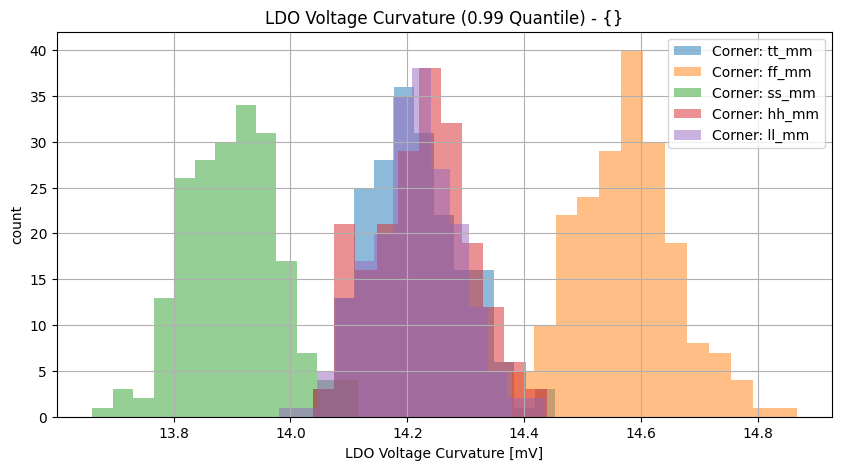 LDO Voltage Curvature (0.99 Quantile) - {}
Corner: tt_mm
Corner: ff_mm
Corner: ss_mm
Corner: hh_mm
Corner: ll_mm
count
40
35
30
25
20
15
10
5
0
13.8 14.0 14.2 14.4 14.6 14.8
LDO Voltage Curvature [mV]